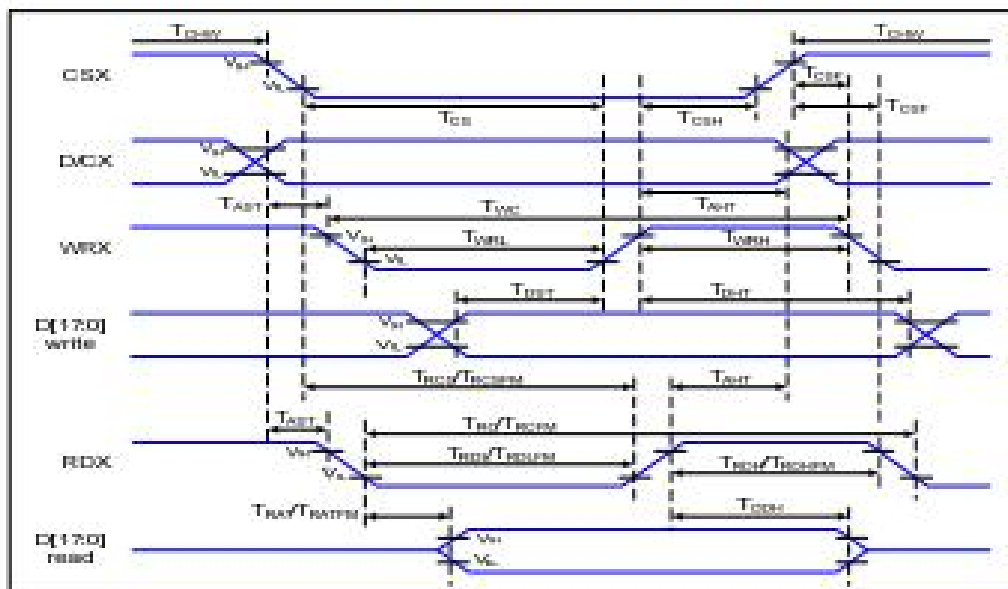 TCHW TCHW
CSX VIH
VIL TCSF
TCS TCSH TCSF
D/CX VIH
VIL
TAST TWC TAHT
WRX VIH TWRL TWRH
VIL
TDST TDHT
D[17:0] VIH
write VIL
TRCS/TRCSFM TAHT
TAST TRC/TRCFM
RDX VIH TRDL/TRDLFM TRDH/TRDHFM
VIL
TRAT/TRATFM TODH
D[17:0] VIH
read VIL